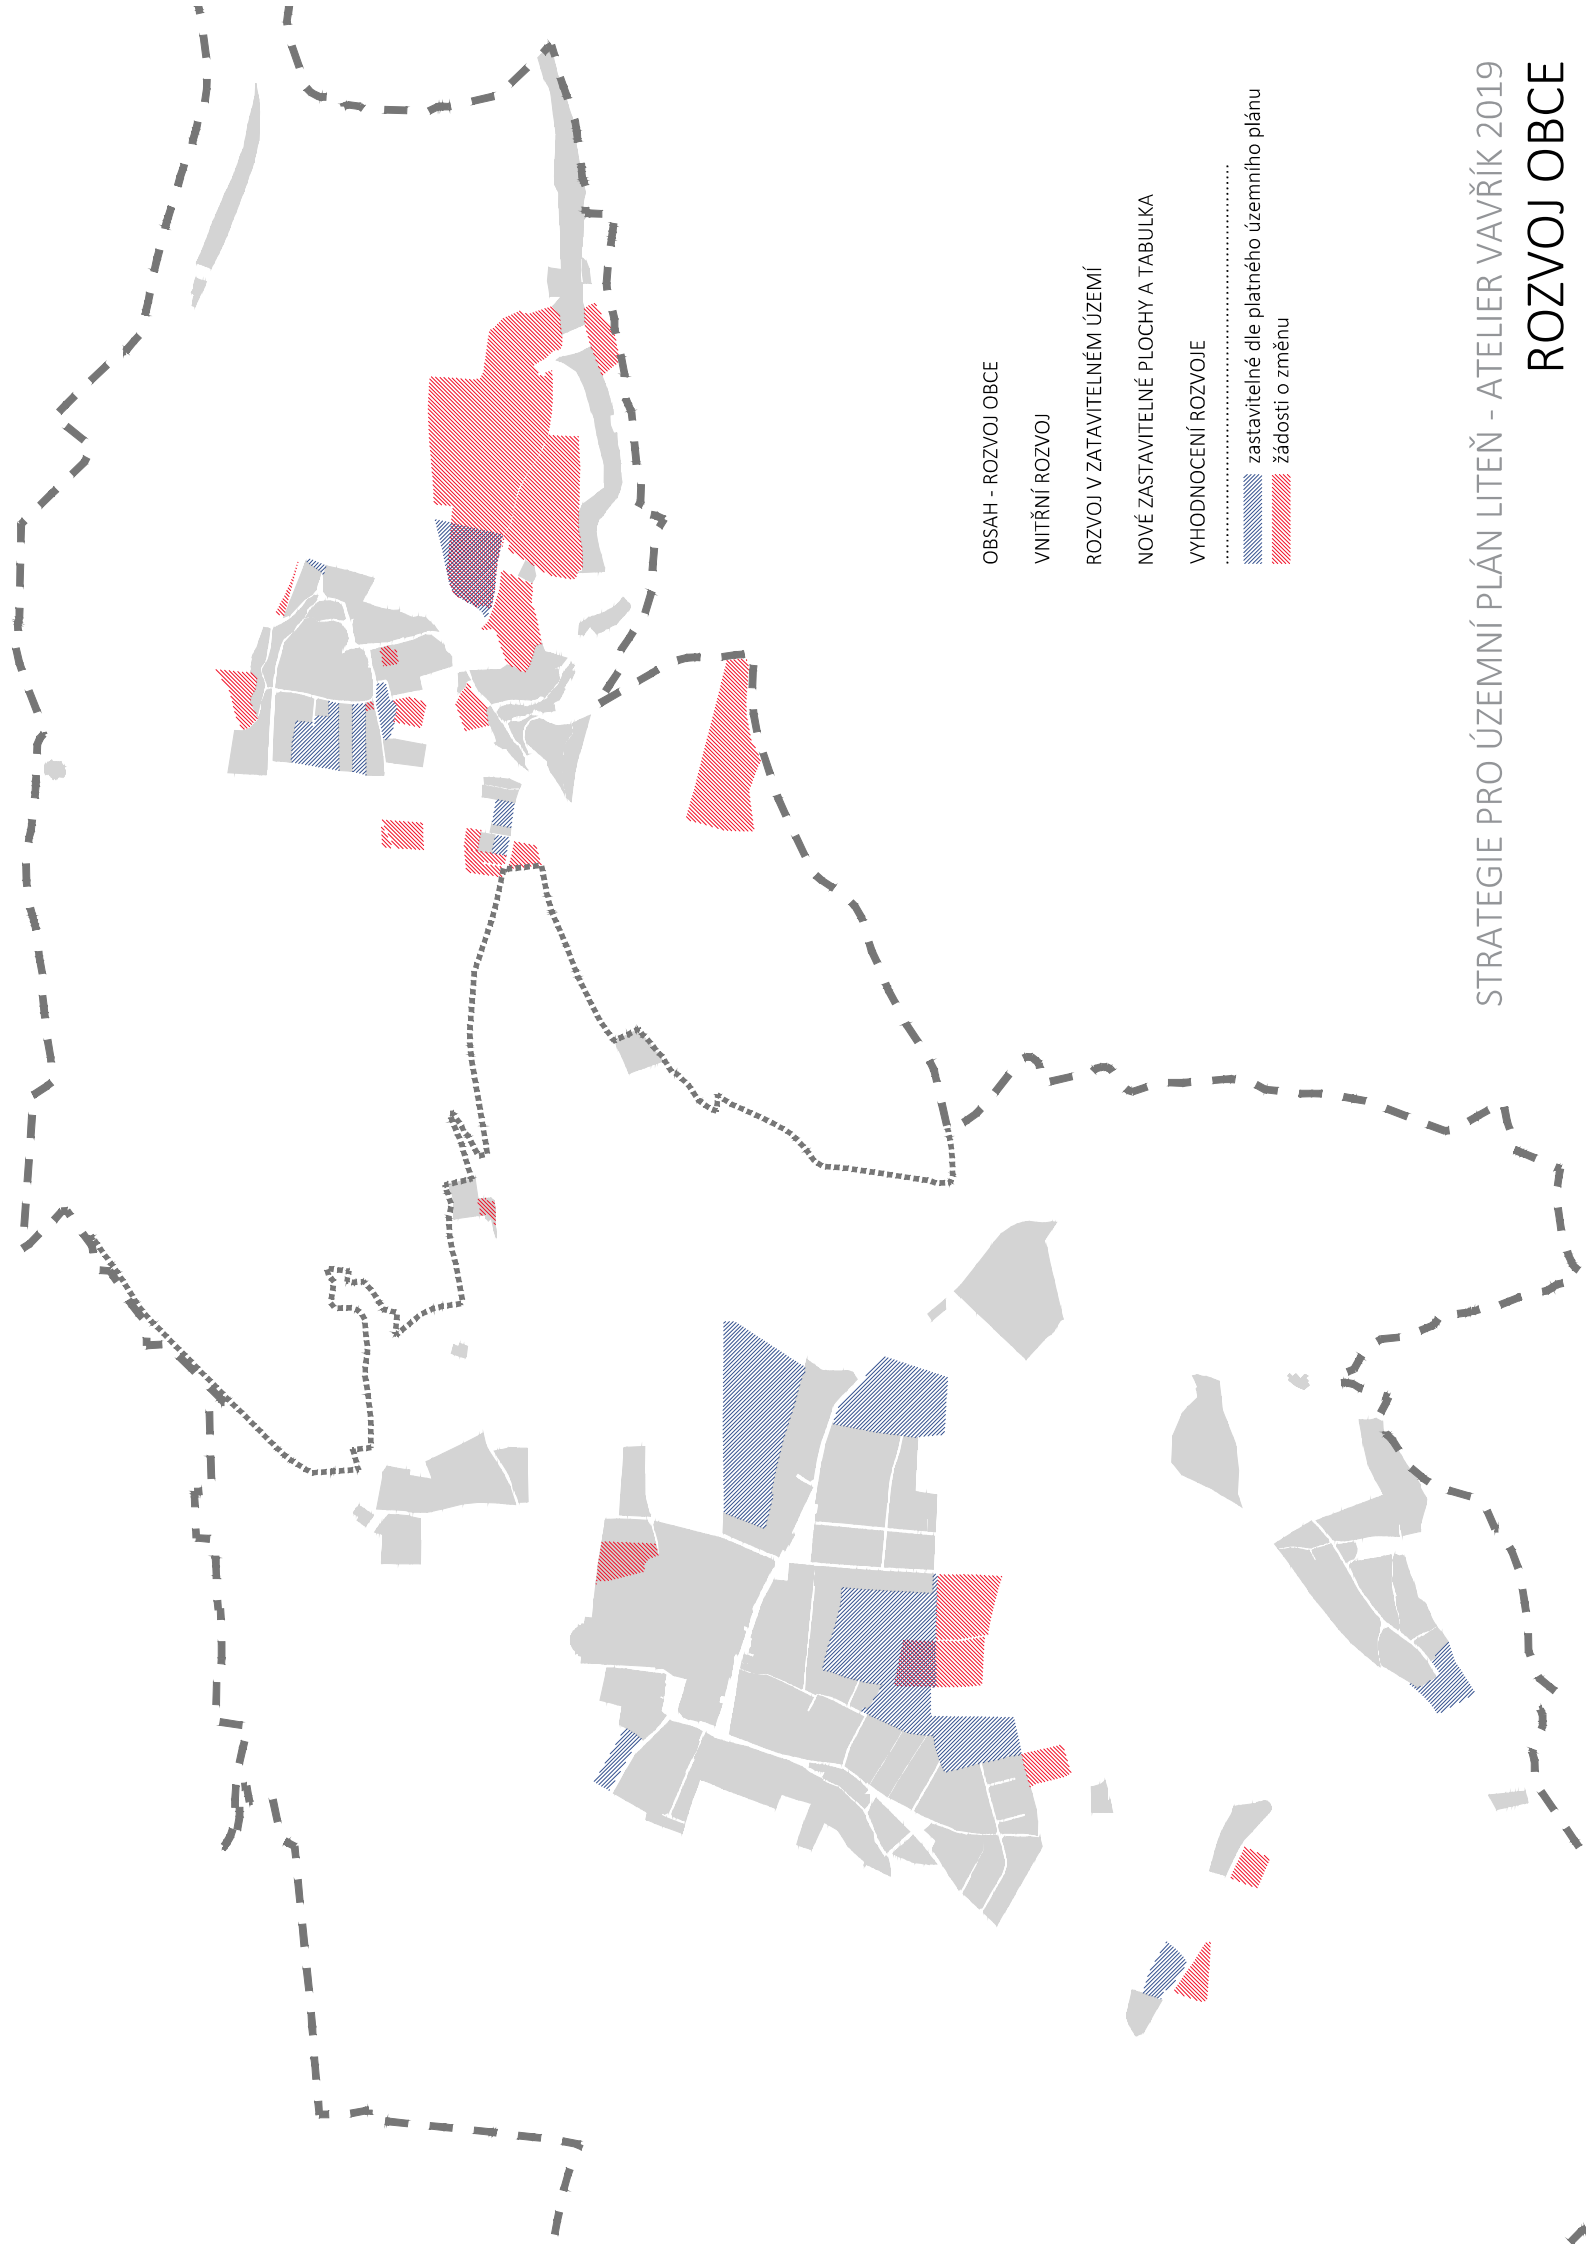 OBSAH - ROZVOJ OBCE
VNITŘNÍ ROZVOJ
ROZVOJ V ZATAVITELNÉM ÚZEMÍ
NOVÉ ZASTAVITELNÉ PLOCHY A TABULKA
VYHODNOCENÍ ROZVOJE
zastavitelné dle platného územního plánu
žádosti o změnu
STRATEGIE PRO ÚZEMNÍ PLÁN LITEŇ - ATELIER VAVŘÍK 2019
ROZVOJ OBCE